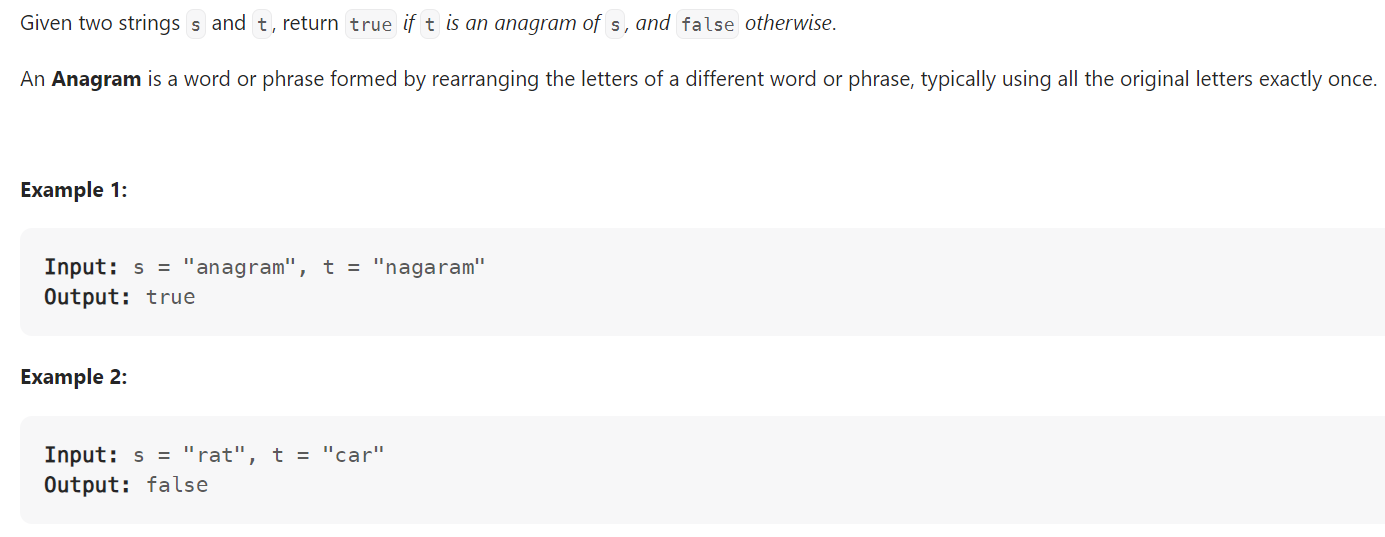 Given two strings s and t, return true if t is an anagram of s, and false otherwise.
An Anagram is a word or phrase formed by rearranging the letters of a different word or phrase, typically using all the original letters exactly once.
Example 1:
Input: s = "anagram", t = "nagaram"
Output: true
Example 2:
Input: s = "rat", t = "car"
Output: false